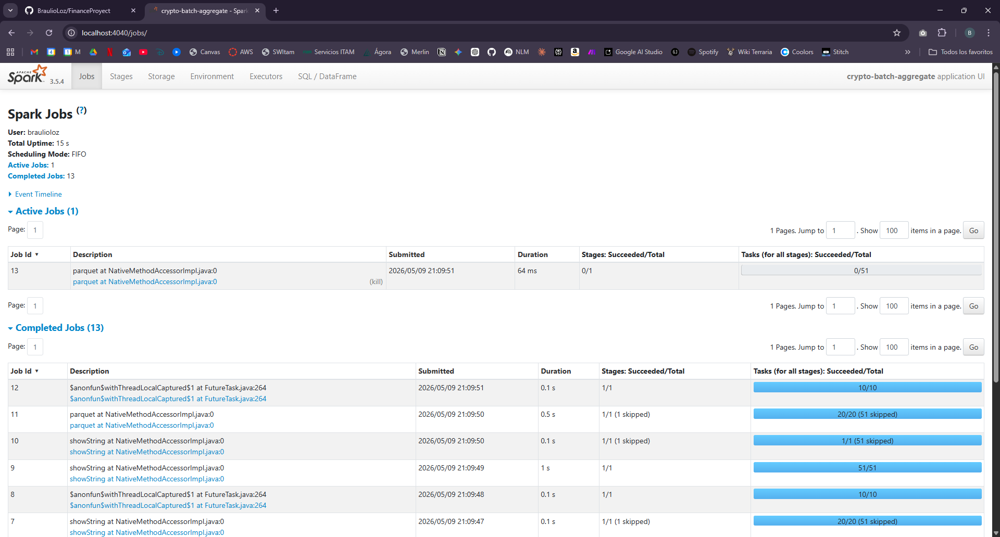 BraulioLoz/FinanceProyect
crypto-batch-aggregate - Spark
localhost:4040/jobs/
B
4
1 M
Canvas
AWS
SWItam
Servicios ITAM
Ágora
Merlin
NLM
Google AI Studio
Spotify
Wiki Terraria
Coolors
Stitch
Todos los favoritos
APACHE
Spark 3.5.4
Jobs
Stages
Storage
Environment
Executors
SQL / DataFrame
crypto-batch-aggregate application UI
Spark Jobs (?)
User: braulioloz
Total Uptime: 15 s
Scheduling Mode: FIFO
Active Jobs: 1
Completed Jobs: 13
Event Timeline
Active Jobs (1)
Page: 1
1 Pages. Jump to 1 . Show 100 items in a page. Go
Job Id ▾ Description Submitted Duration Stages: Succeeded/Total Tasks (for all stages): Succeeded/Total
13 parquet at NativeMethodAccessorImpl.java:0 2026/05/09 21:09:51 64 ms 0/1 0/51
parquet at NativeMethodAccessorImpl.java:0 (kill)
Page: 1
1 Pages. Jump to 1 . Show 100 items in a page. Go
Completed Jobs (13)
Page: 1
1 Pages. Jump to 1 . Show 100 items in a page. Go
Job Id ▾ Description Submitted Duration Stages: Succeeded/Total Tasks (for all stages): Succeeded/Total
12 $anonfun$withThreadLocalCaptured$1 at FutureTask.java:264 2026/05/09 21:09:51 0.1 s 1/1 10/10
$anonfun$withThreadLocalCaptured$1 at FutureTask.java:264
11 parquet at NativeMethodAccessorImpl.java:0 2026/05/09 21:09:50 0.5 s 1/1 (1 skipped) 20/20 (51 skipped)
parquet at NativeMethodAccessorImpl.java:0
10 showString at NativeMethodAccessorImpl.java:0 2026/05/09 21:09:50 0.1 s 1/1 (1 skipped) 1/1 (51 skipped)
showString at NativeMethodAccessorImpl.java:0
9 showString at NativeMethodAccessorImpl.java:0 2026/05/09 21:09:49 1 s 1/1 51/51
showString at NativeMethodAccessorImpl.java:0
8 $anonfun$withThreadLocalCaptured$1 at FutureTask.java:264 2026/05/09 21:09:48 0.1 s 1/1 10/10
$anonfun$withThreadLocalCaptured$1 at FutureTask.java:264
7 showString at NativeMethodAccessorImpl.java:0 2026/05/09 21:09:47 0.1 s 1/1 (1 skipped) 20/20 (51 skipped)
showString at NativeMethodAccessorImpl.java:0